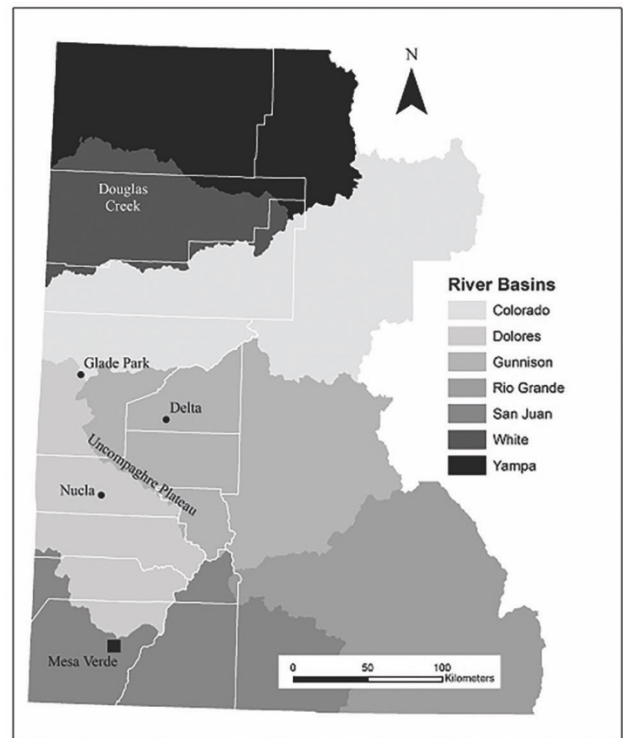 N
Douglas
Creek
River Basins
Colorado
Dolores
Gunnison
Rio Grande
San Juan
White
Yampa
Glade Park
Delta
Uncompaghre Plateau
Nucla
Mesa Verde
0 50 100
Kilometers